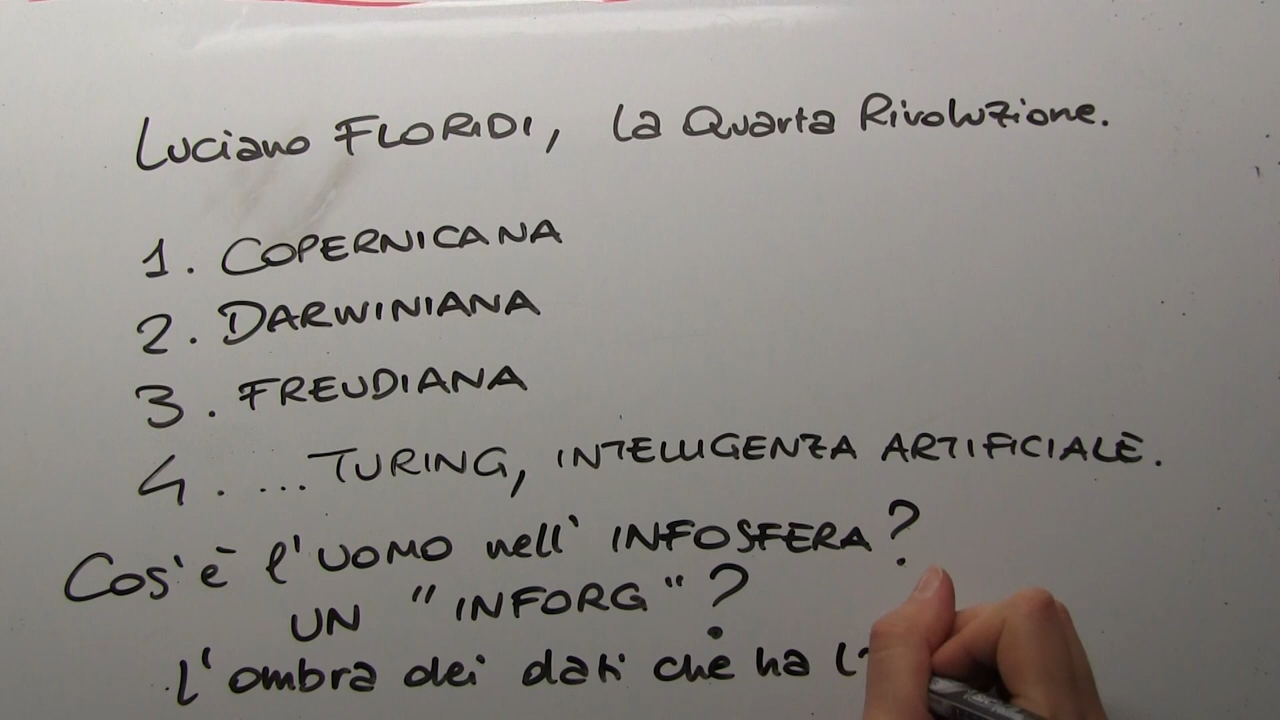 Luciano FLORIDI, La Quarta Rivoluzione.
1. COPERNICANA
2. DARWINIANA
3. FREUDIANA
4. ... TURING, INTELLIGENZA ARTIFICIALE.
Cos'è l'UOMO nell' INFOSFERA?
UN "INFORG"?
L'ombra dei dati che ha